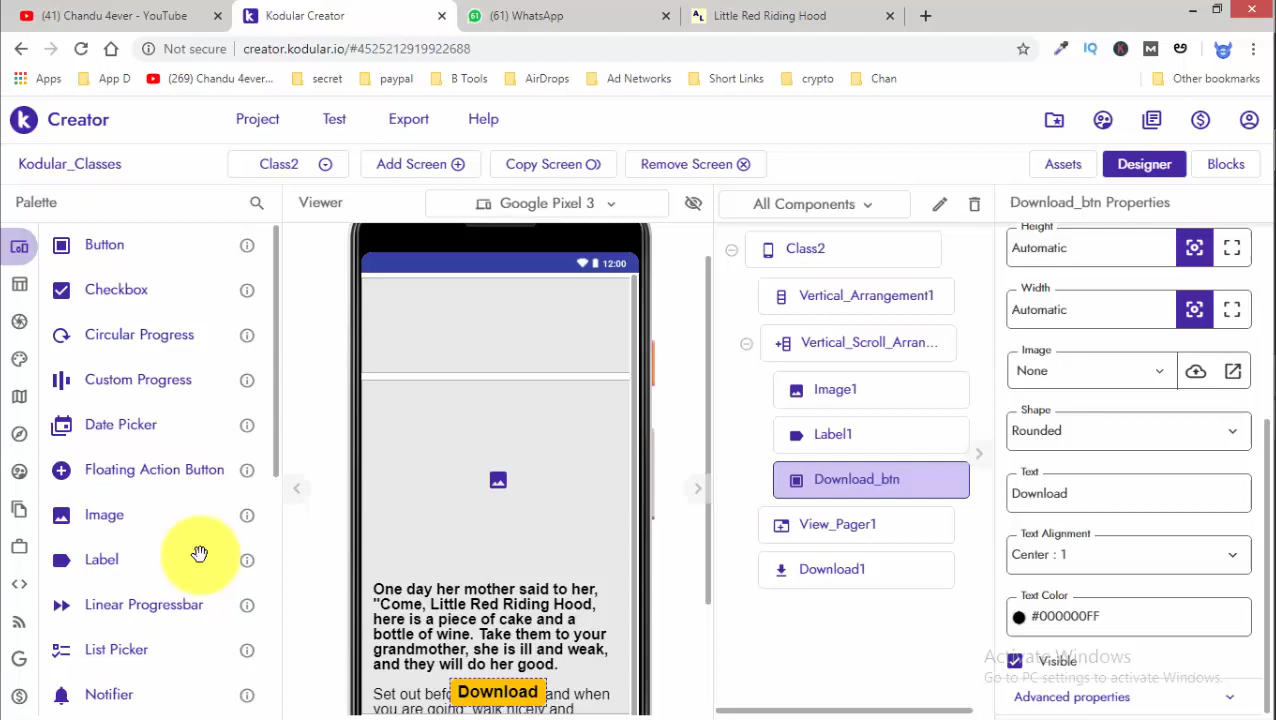 (41) Chandu 4ever - YouTube
Kodular Creator
(61) WhatsApp
Little Red Riding Hood
Not secure
creator.kodular.io/#4525212919922688
Apps
App D
(269) Chandu 4ever...
secret
paypal
B Tools
AirDrops
Ad Networks
Short Links
crypto
Chan
Other bookmarks
Creator
Project
Test
Export
Help
Kodular_Classes
Class2
Add Screen
Copy Screen
Remove Screen
Assets
Designer
Blocks
Palette
Viewer
Google Pixel 3
All Components
Download_btn Properties
Button
Checkbox
Circular Progress
Custom Progress
Date Picker
Floating Action Button
Image
Label
Linear Progressbar
List Picker
Notifier
12:00
One day her mother said to her,
"Come, Little Red Riding Hood,
here is a piece of cake and a
bottle of wine. Take them to your
grandmother, she is ill and weak,
and they will do her good.
Set out bef
Download
and when
you are going, walk nicely and
Class2
Vertical_Arrangement1
Vertical_Scroll_Arran...
Image1
Label1
Download_btn
View_Pager1
Download1
Height
Automatic
Width
Automatic
Image
None
Shape
Rounded
Text
Download
Text Alignment
Center : 1
Text Color
#000000FF
Visible
Advanced properties
Activate Windows
Go to PC settings to activate Windows.